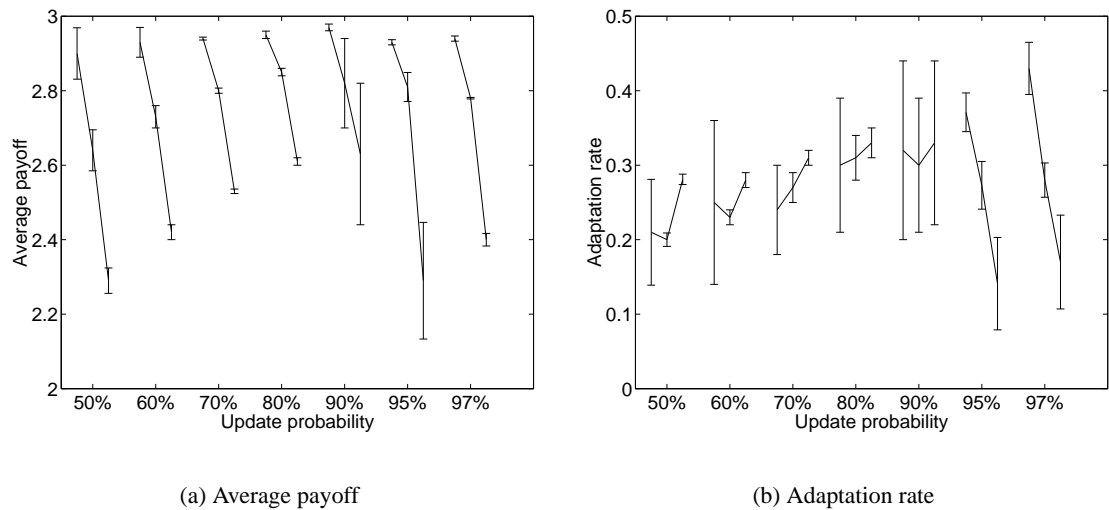 3
2.8
2.6
2.4
2.2
2
Average payoff
50% 60% 70% 80% 90% 95% 97%
Update probability
(a) Average payoff
0.5
0.4
0.3
0.2
0.1
0
Adaptation rate
50% 60% 70% 80% 90% 95% 97%
Update probability
(b) Adaptation rate